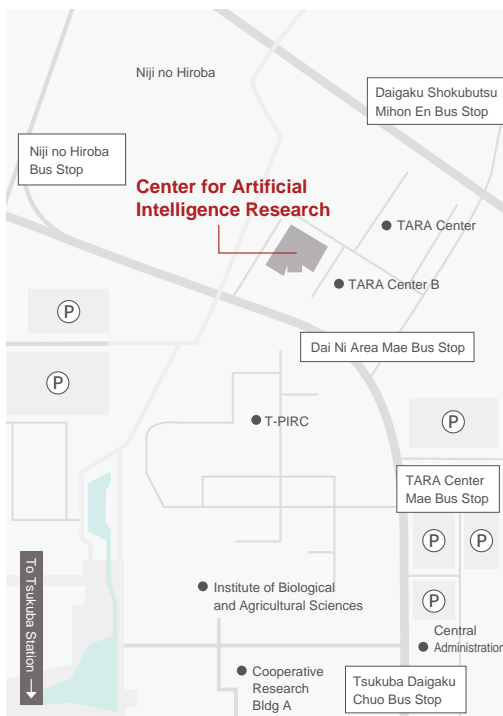 Niji no Hiroba
Daigaku Shokubutsu
Mihon En Bus Stop
Niji no Hiroba
Bus Stop
Center for Artificial
Intelligence Research
TARA Center
TARA Center B
P
Dai Ni Area Mae Bus Stop
P
T-PIRC
P
TARA Center
Mae Bus Stop
P
P
To Tsukuba Station
Institute of Biological
and Agricultural Sciences
P
Central
Administration
Cooperative
Research
Bldg A
Tsukuba Daigaku
Chuo Bus Stop